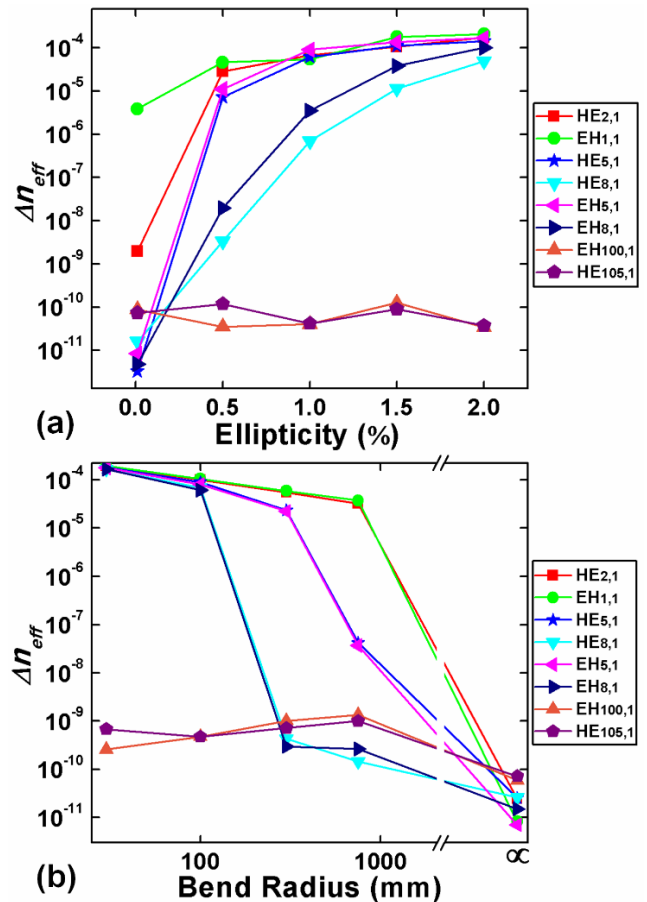 10⁻⁴
10⁻⁵
10⁻⁶
10⁻⁷
10⁻⁸
10⁻⁹
10⁻¹⁰
10⁻¹¹
Δn_eff
0.0 0.5 1.0 1.5 2.0
(a) Ellipticity (%)
HE2,1
EH1,1
HE5,1
HE8,1
EH5,1
EH8,1
EH100,1
HE105,1
10⁻⁴
10⁻⁵
10⁻⁶
10⁻⁷
10⁻⁸
10⁻⁹
10⁻¹⁰
10⁻¹¹
Δn_eff
100 1000 ∞
(b) Bend Radius (mm)
HE2,1
EH1,1
HE5,1
HE8,1
EH5,1
EH8,1
EH100,1
HE105,1